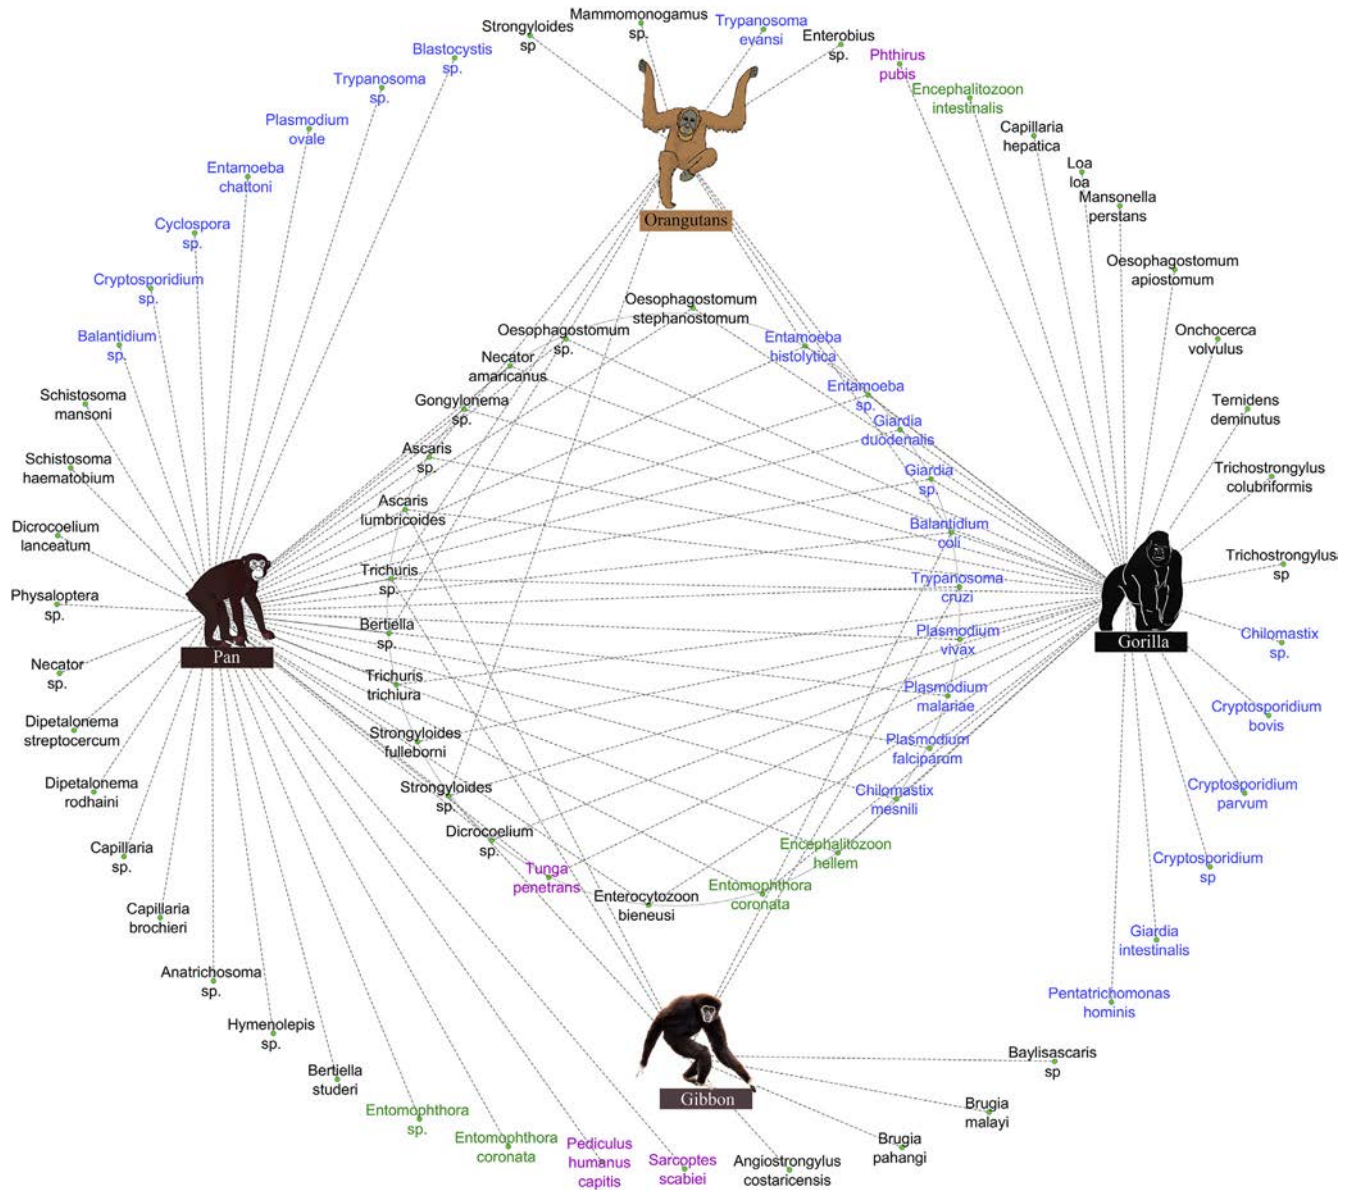 Mammomonogamus
sp.
Strongyloides
sp
Trypanosoma
evansi
Enterobius
sp.
Blastocystis
sp.
Phthirus
pubis
Trypanosoma
sp.
Encephalitozoon
intestinalis
Plasmodium
ovale
Capillaria
hepatica
Entamoeba
chattoni
Loa
loa
Mansonella
perstans
Orangutans
Cyclospora
sp.
Oesophagostomum
apiostomum
Cryptosporidium
sp.
Oesophagostomum
stephanostomum
Balantidium
sp.
Oesophagostomum
sp.
Entamoeba
histolytica
Onchocerca
volvulus
Necator
amaricanus
Schistosoma
mansoni
Gongylonema
sp.
Entamoeba
sp.
Ternidens
deminutus
Giardia
duodenalis
Schistosoma
haematobium
Ascaris
sp.
Giardia
sp.
Trichostrongylus
colubriformis
Ascaris
lumbricoides
Dicrocoelium
lanceatum
Balantidium
coli
Trichostrongylus
sp
Trichuris
sp.
Trypanosoma
cruzi
Physaloptera
sp.
Bertiella
sp.
Plasmodium
vivax
Chilomastix
sp.
Pan
Gorilla
Necator
sp.
Trichuris
trichiura
Plasmodium
malariae
Cryptosporidium
bovis
Dipetalonema
streptocercum
Strongyloides
fulleborni
Plasmodium
falciparum
Dipetalonema
rodhaini
Strongyloides
sp.
Chilomastix
mesnili
Cryptosporidium
parvum
Capillaria
sp.
Dicrocoelium
sp.
Encephalitozoon
hellem
Cryptosporidium
sp
Tunga
penetrans
Enterocytozoon
bieneusi
Entomophthora
coronata
Capillaria
brochieri
Giardia
intestinalis
Anatrichosoma
sp.
Pentatrichomonas
hominis
Hymenolepis
sp.
Baylisascaris
sp
Bertiella
studeri
Gibbon
Brugia
malayi
Entomophthora
sp.
Entomophthora
coronata
Pediculus
humanus
capitis
Sarcoptes
scabiei
Angiostrongylus
costaricensis
Brugia
pahangi